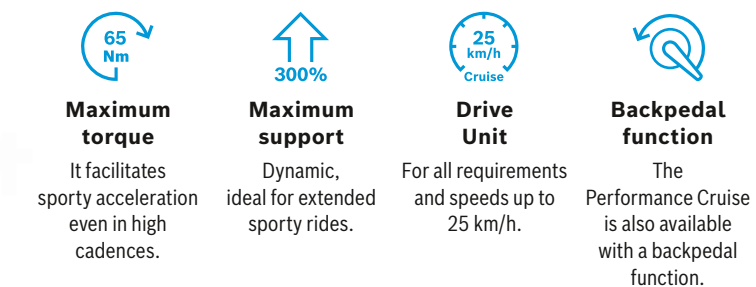 65
Nm
Maximum
torque
It facilitates
sporty acceleration
even in high
cadences.
300%
Maximum
support
Dynamic,
ideal for extended
sporty rides.
25
km/h
Cruise
Drive
Unit
For all requirements
and speeds up to
25 km/h.
Backpedal
function
The
Performance Cruise
is also available
with a backpedal
function.